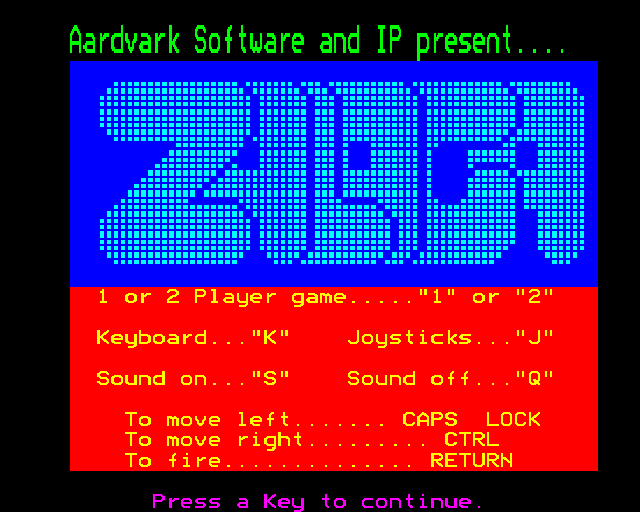 Aardvark Software and IP present....
1 or 2 Player game....."1" or "2"
Keyboard..."K" Joysticks..."J"
Sound on..."S" Sound off..."Q"
To move left....... CAPS LOCK
To move right......... CTRL
To fire.............. RETURN
Press a Key to continue.